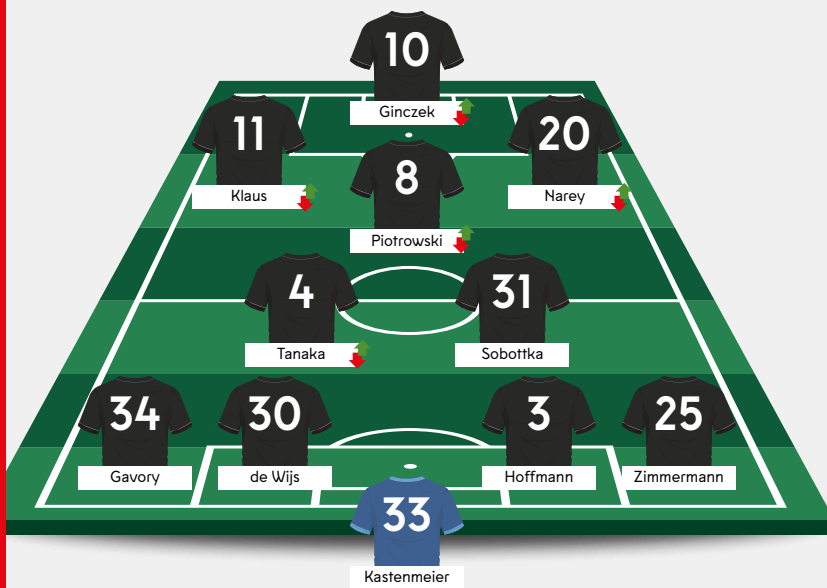 10
Ginczek
11
Klaus
20
Narey
8
Piotrowski
4
Tanaka
31
Sobottka
34
Gavory
30
de Wijs
3
Hoffmann
25
Zimmermann
33
Kastenmeier